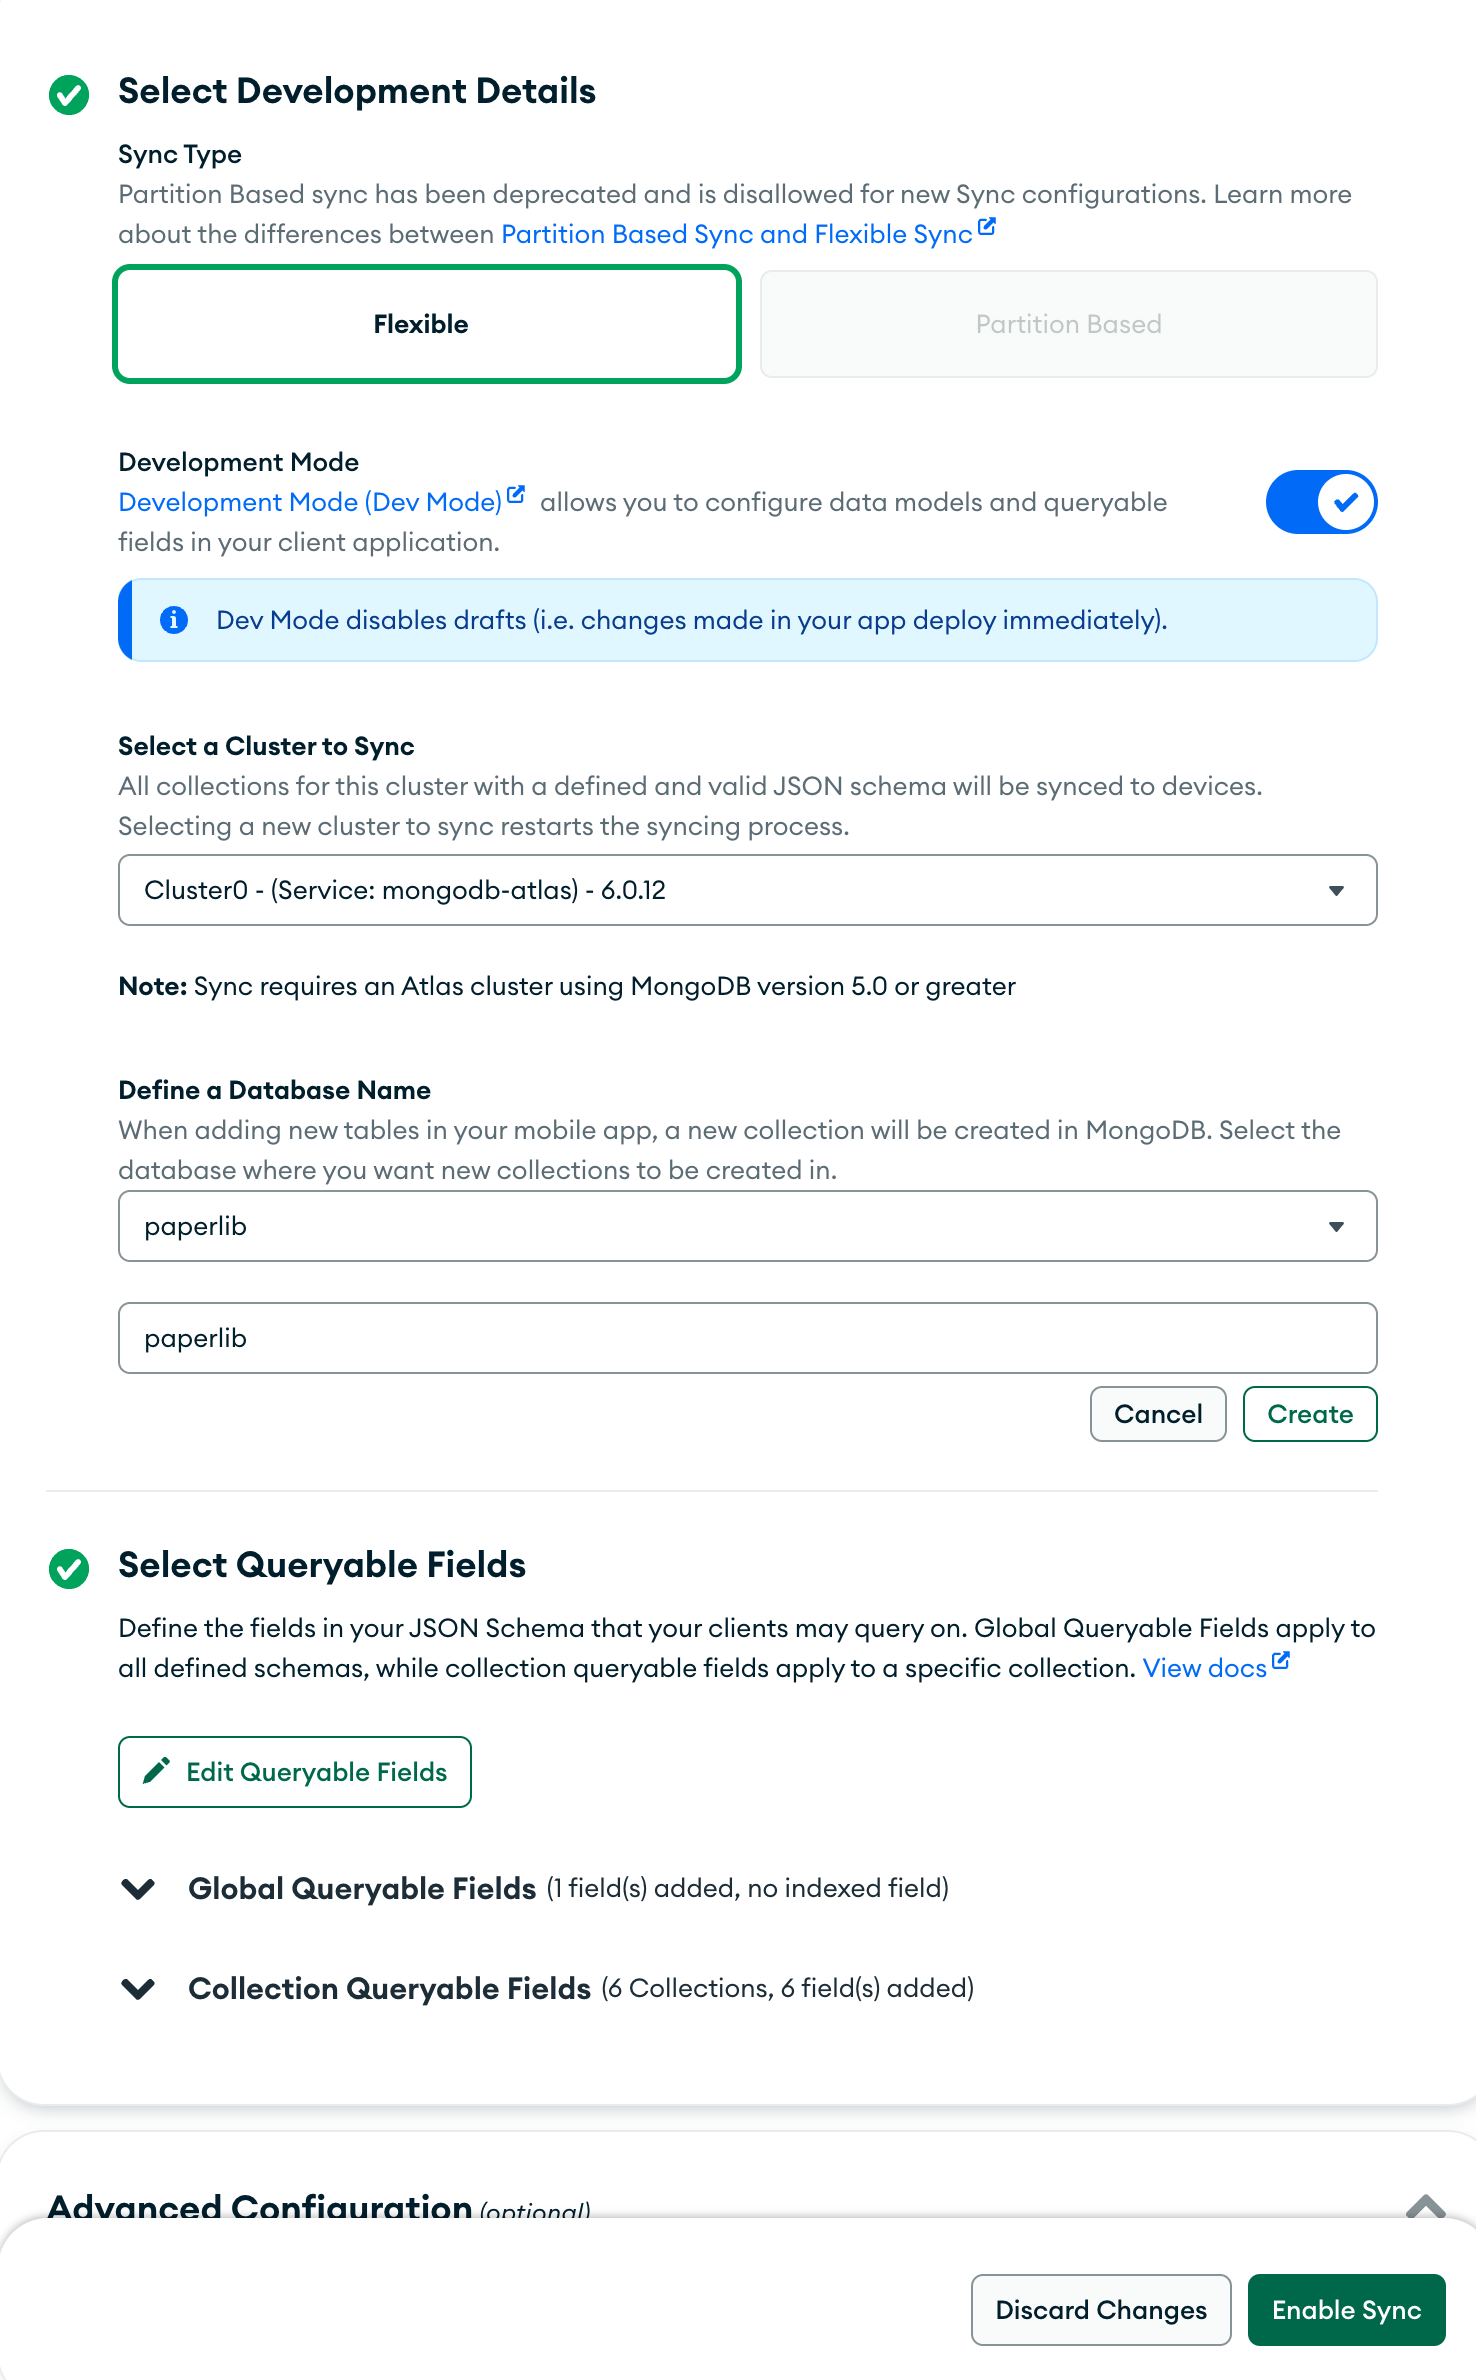 Select Development Details
Sync Type
Partition Based sync has been deprecated and is disallowed for new Sync configurations. Learn more
about the differences between Partition Based Sync and Flexible Sync
Flexible
Partition Based
Development Mode
Development Mode (Dev Mode) allows you to configure data models and queryable
fields in your client application.
Dev Mode disables drafts (i.e. changes made in your app deploy immediately).
Select a Cluster to Sync
All collections for this cluster with a defined and valid JSON schema will be synced to devices.
Selecting a new cluster to sync restarts the syncing process.
Cluster0 - (Service: mongodb-atlas) - 6.0.12
Note: Sync requires an Atlas cluster using MongoDB version 5.0 or greater
Define a Database Name
When adding new tables in your mobile app, a new collection will be created in MongoDB. Select the
database where you want new collections to be created in.
paperlib
paperlib
Cancel
Create
Select Queryable Fields
Define the fields in your JSON Schema that your clients may query on. Global Queryable Fields apply to
all defined schemas, while collection queryable fields apply to a specific collection. View docs
Edit Queryable Fields
Global Queryable Fields (1 field(s) added, no indexed field)
Collection Queryable Fields (6 Collections, 6 field(s) added)
Advanced Configuration (optional)
Discard Changes
Enable Sync